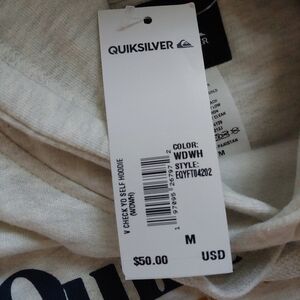 QUIKSILVER
COLOR:
WDWH
STYLE:
EQYFT04202
V CHECK YO SELF HOODIE
(WDWH)
M
$50.00 USD
M